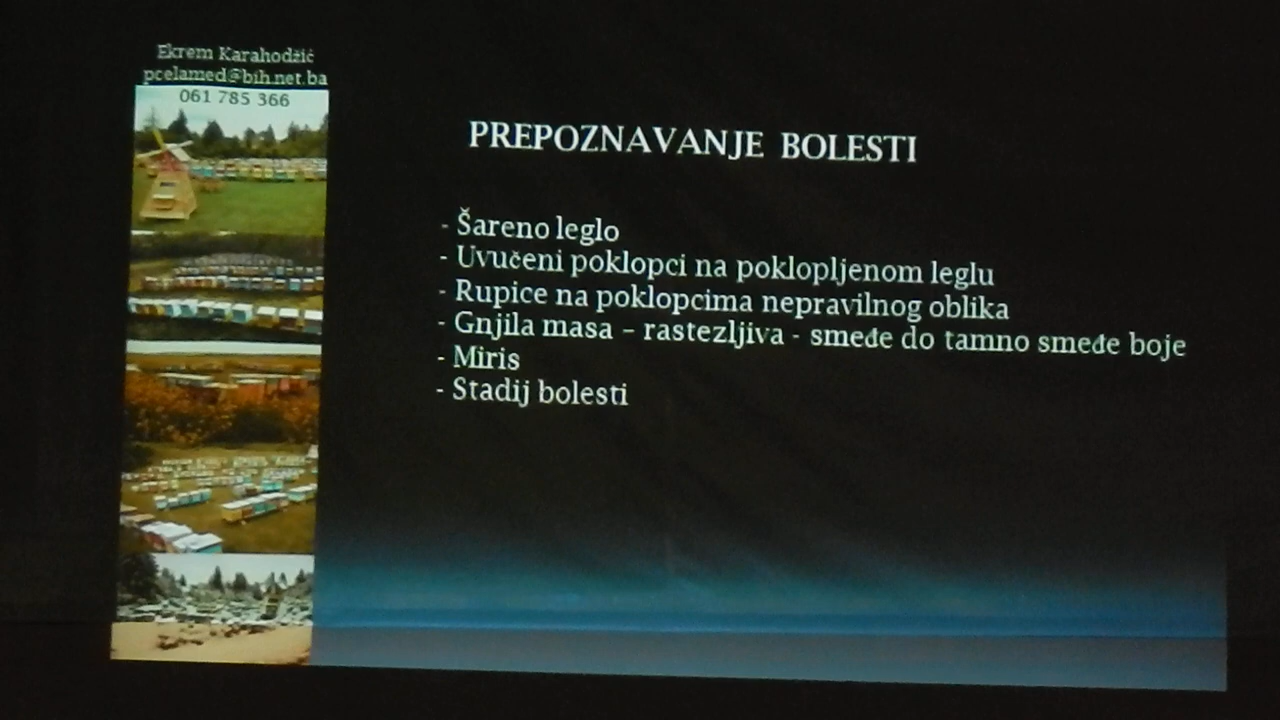 Ekrem Karahodžić
pcelamed@bih.net.ba
061 785 366
PREPOZNAVANJE BOLESTI
- Šareno leglo
- Uvučeni poklopci na poklopljenom leglu
- Rupice na poklopcima nepravilnog oblika
- Gnjila masa – rastezljiva - smeđe do tamno smeđe boje
- Miris
- Stadij bolesti